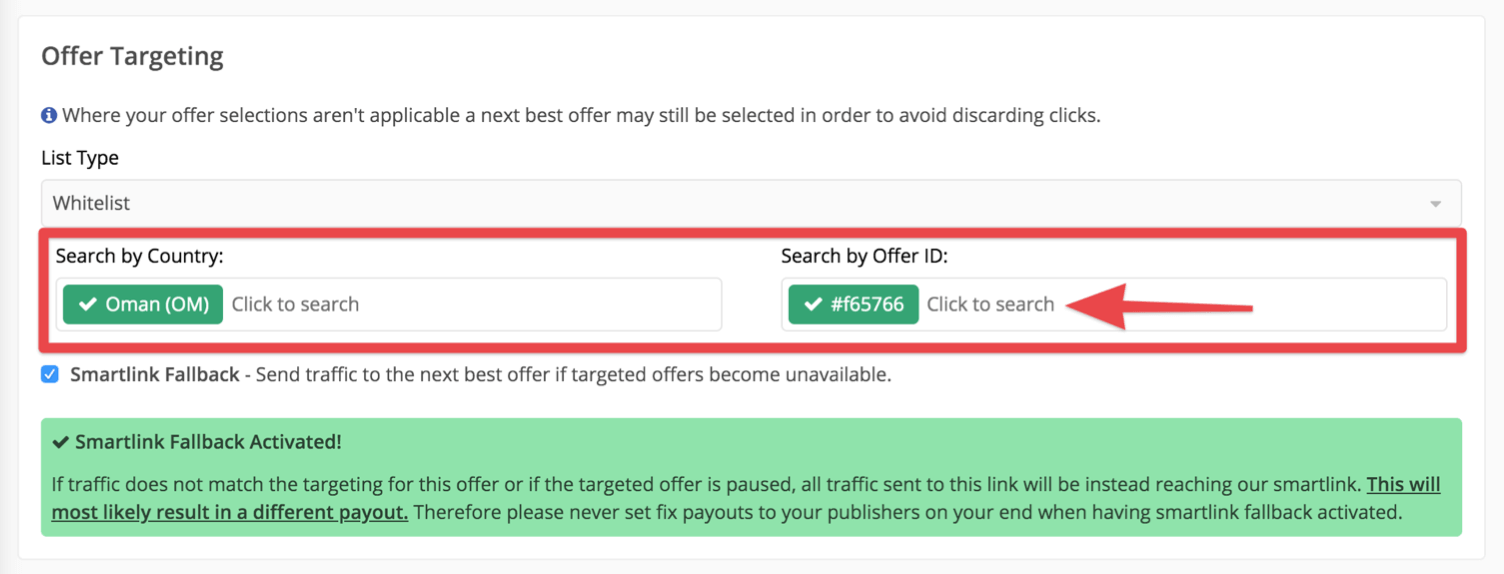 Offer Targeting
Where your offer selections aren't applicable a next best offer may still be selected in order to avoid discarding clicks.
List Type
Whitelist
Search by Country:
Search by Offer ID:
Oman (OM) Click to search
#f65766 Click to search
Smartlink Fallback - Send traffic to the next best offer if targeted offers become unavailable.
Smartlink Fallback Activated!
If traffic does not match the targeting for this offer or if the targeted offer is paused, all traffic sent to this link will be instead reaching our smartlink. This will
most likely result in a different payout. Therefore please never set fix payouts to your publishers on your end when having smartlink fallback activated.